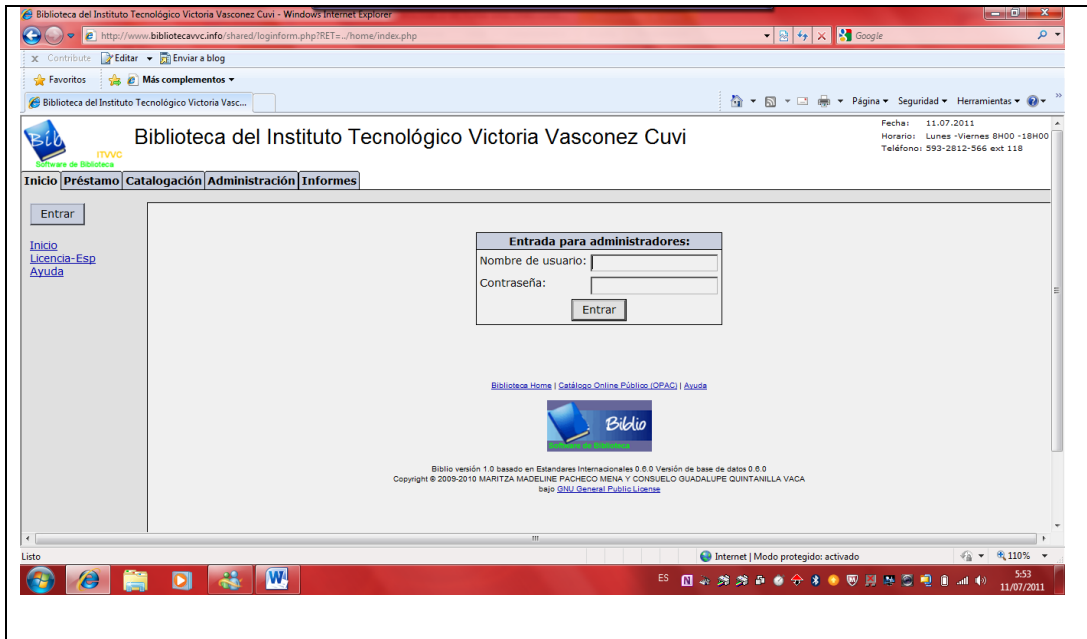 Biblioteca del Instituto Tecnológico Victoria Vasconez Cuvi - Windows Internet Explorer
http://www.bibliotecavvc.info/shared/loginform.php?RET=../home/index.php
Google
x Contribute Editar Enviar a blog
Favoritos Más complementos
Biblioteca del Instituto Tecnológico Victoria Vasc...
Página Seguridad Herramientas
Bib
ITVVC
Software de Biblioteca
Biblioteca del Instituto Tecnológico Victoria Vasconez Cuvi
Fecha: 11.07.2011
Horario: Lunes -Viernes 8H00 -18H00
Teléfono: 593-2812-566 ext 118
Inicio Préstamo Catalogación Administración Informes
Entrar
Inicio
Licencia-Esp
Ayuda
Entrada para administradores:
Nombre de usuario:
Contraseña:
Entrar
Biblioteca Home | Catálogo Online Público (OPAC) | Ayuda
Biblio
Software de Biblioteca
Biblio versión 1.0 basado en Estandares Internacionales 0.6.0 Versión de base de datos 0.6.0
Copyright © 2009-2010 MARITZA MADELINE PACHECO MENA Y CONSUELO GUADALUPE QUINTANILLA VACA
bajo GNU General Public License
Listo
Internet | Modo protegido: activado
110%
ES
5:53
11/07/2011